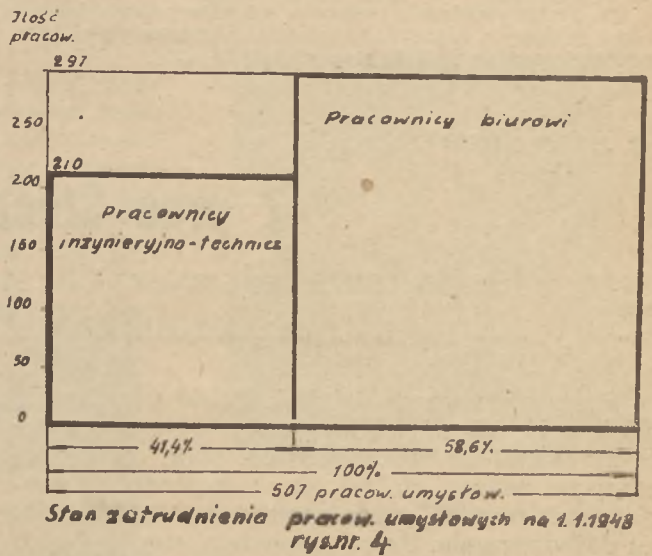 Ilość
pracow.
297
250
Pracownicy biurowi
210
200
Pracownicy
inżynieryjno-technicz
150
100
50
0
41,4%
58,6%
100%
507 pracow. umysłow.
Stan zatrudnienia pracow. umysłowych na 1.1.1948
rys.nr. 4